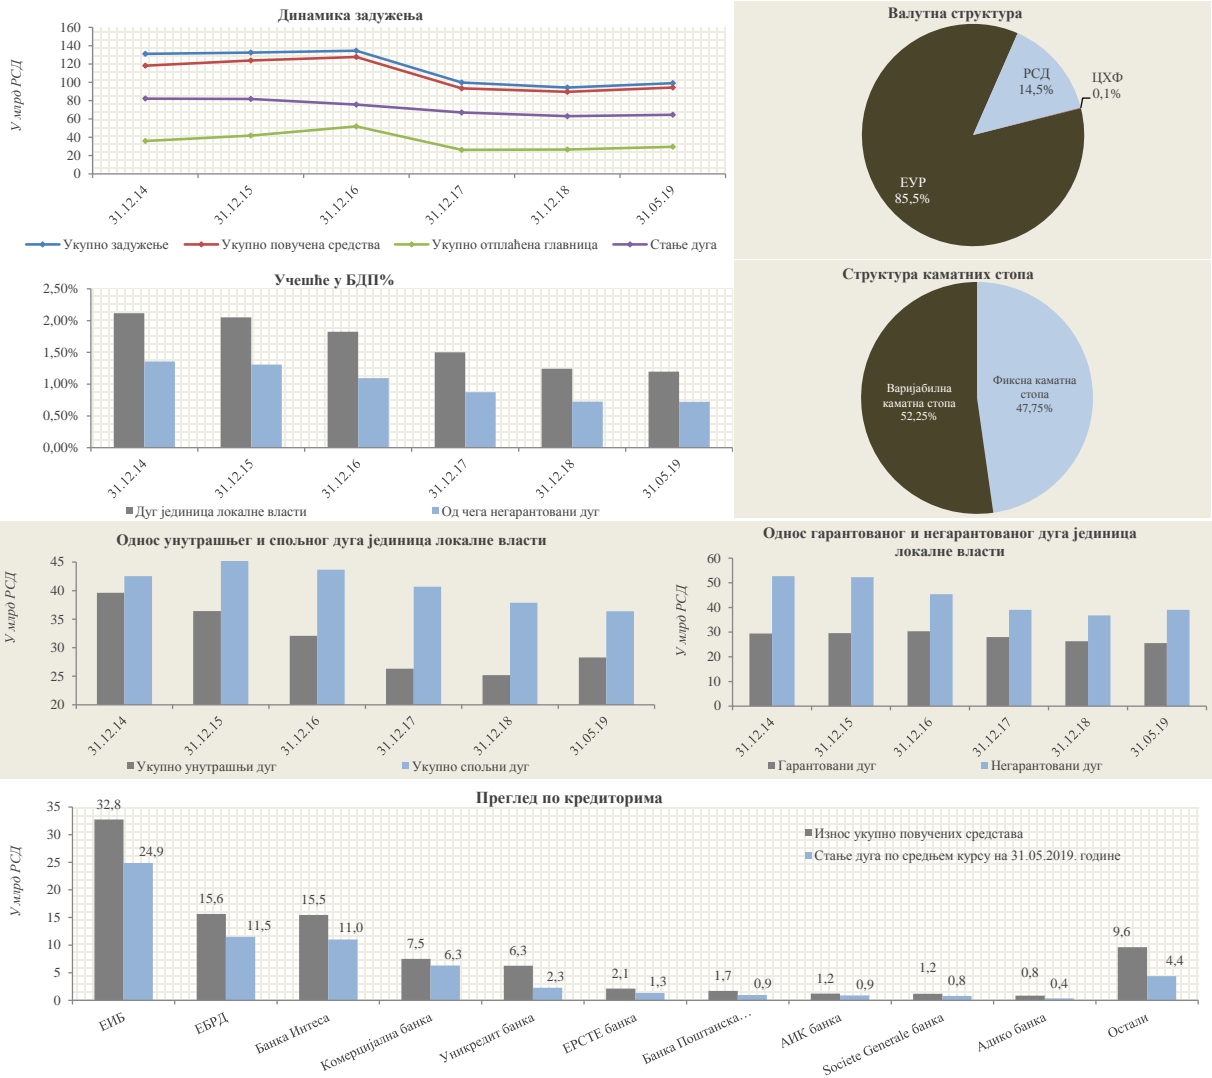 Динамика задужења
160
140
120
100
80
60
40
20
0
У млрд РСД
31.12.14
31.12.15
31.12.16
31.12.17
31.12.18
31.05.19
Укупно задужење
Укупно повучена средства
Укупно отплаћена главница
Стање дуга
Валутна структура
РСД
14,5%
ЦХФ
0,1%
ЕУР
85,5%
Учешће у БДП%
2,50%
2,00%
1,50%
1,00%
0,50%
0,00%
31.12.14
31.12.15
31.12.16
31.12.17
31.12.18
31.05.19
Дуг јединица локалне власти
Од чега негарантовани дуг
Структура каматних стопа
Варијабилна
каматна стопа
52,25%
Фиксна каматна
стопа
47,75%
Однос унутрашњег и спољног дуга јединица локалне власти
45
40
35
30
25
20
У млрд РСД
31.12.14
31.12.15
31.12.16
31.12.17
31.12.18
31.05.19
Укупно унутрашњи дуг
Укупно спољни дуг
Однос гарантованог и негарантованог дуга јединица
локалне власти
60
50
40
30
20
10
0
У млрд РСД
31.12.14
31.12.15
31.12.16
31.12.17
31.12.18
31.05.19
Гарантовани дуг
Негарантовани дуг
Преглед по кредиторима
35
30
25
20
15
10
5
0
У млрд РСД
Износ укупно повучених средстава
Стање дуга по средњем курсу на 31.05.2019. године
32,8
24,9
15,6
11,5
15,5
11,0
7,5
6,3
6,3
2,3
2,1
1,3
1,7
0,9
1,2
0,9
1,2
0,8
0,8
0,4
9,6
4,4
ЕИБ
ЕБРД
Банка Интеса
Комерцијална банка
Уникредит банка
ЕРСТЕ банка
Банка Поштанска…
АИК банка
Societe Generale банка
Адико банка
Остали